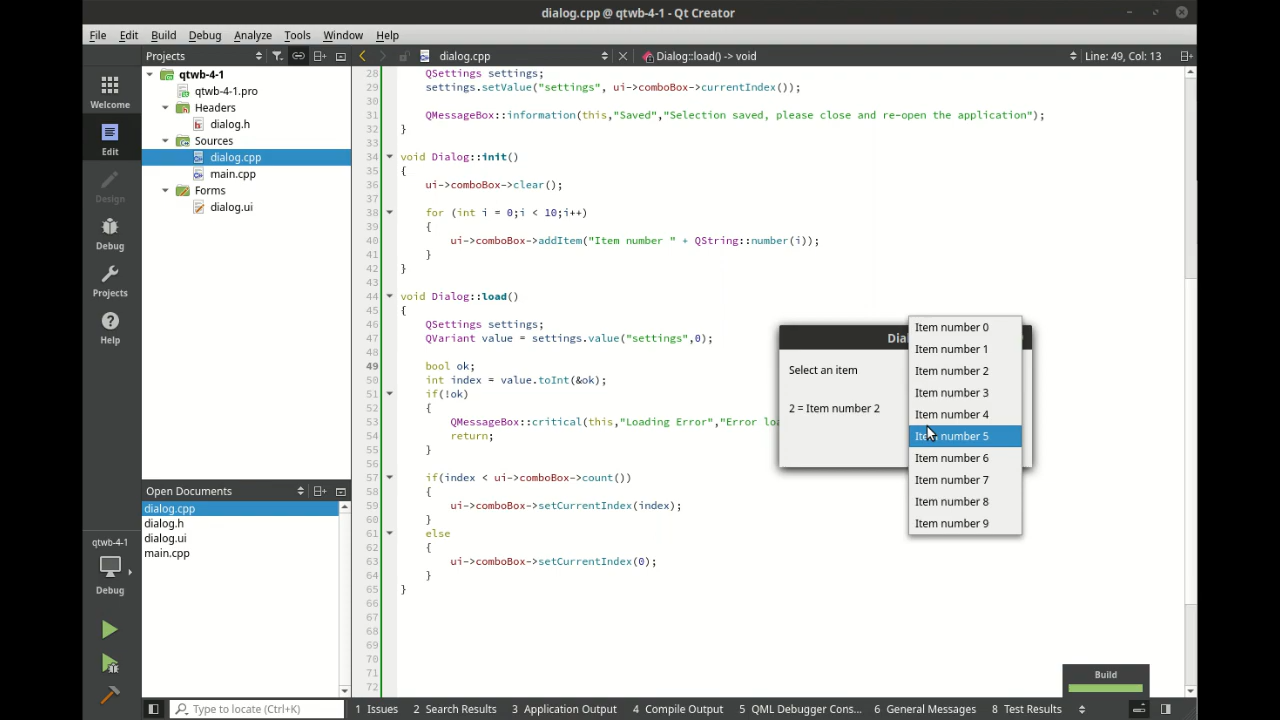 dialog.cpp @ qtwb-4-1 - Qt Creator
File Edit Build Debug Analyze Tools Window Help
Projects
dialog.cpp
Dialog::load() -> void
Line: 49, Col: 13
Welcome
Edit
Design
Debug
Projects
Help
qtwb-4-1
Debug
qtwb-4-1
qtwb-4-1.pro
Headers
dialog.h
Sources
dialog.cpp
main.cpp
Forms
dialog.ui
Open Documents
dialog.cpp
dialog.h
dialog.ui
main.cpp
28 QSettings settings;
29 settings.setValue("settings", ui->comboBox->currentIndex());
30
31 QMessageBox::information(this,"Saved","Selection saved, please close and re-open the application");
32 }
33
34 void Dialog::init()
35 {
36 ui->comboBox->clear();
37
38 for (int i = 0;i < 10;i++)
39 {
40 ui->comboBox->addItem("Item number " + QString::number(i));
41 }
42 }
43
44 void Dialog::load()
45 {
46 QSettings settings;
47 QVariant value = settings.value("settings",0);
48
49 bool ok;
50 int index = value.toInt(&ok);
51 if(!ok)
52 {
53 QMessageBox::critical(this,"Loading Error","Error loa
54 return;
55 }
56
57 if(index < ui->comboBox->count())
58 {
59 ui->comboBox->setCurrentIndex(index);
60 }
61 else
62 {
63 ui->comboBox->setCurrentIndex(0);
64 }
65 }
66
67
68
69
70
71
72
Dia
Select an item
2 = Item number 2
Item number 0
Item number 1
Item number 2
Item number 3
Item number 4
Item number 5
Item number 6
Item number 7
Item number 8
Item number 9
Build
Type to locate (Ctrl+K)
1 Issues 2 Search Results 3 Application Output 4 Compile Output 5 QML Debugger Cons... 6 General Messages 8 Test Results